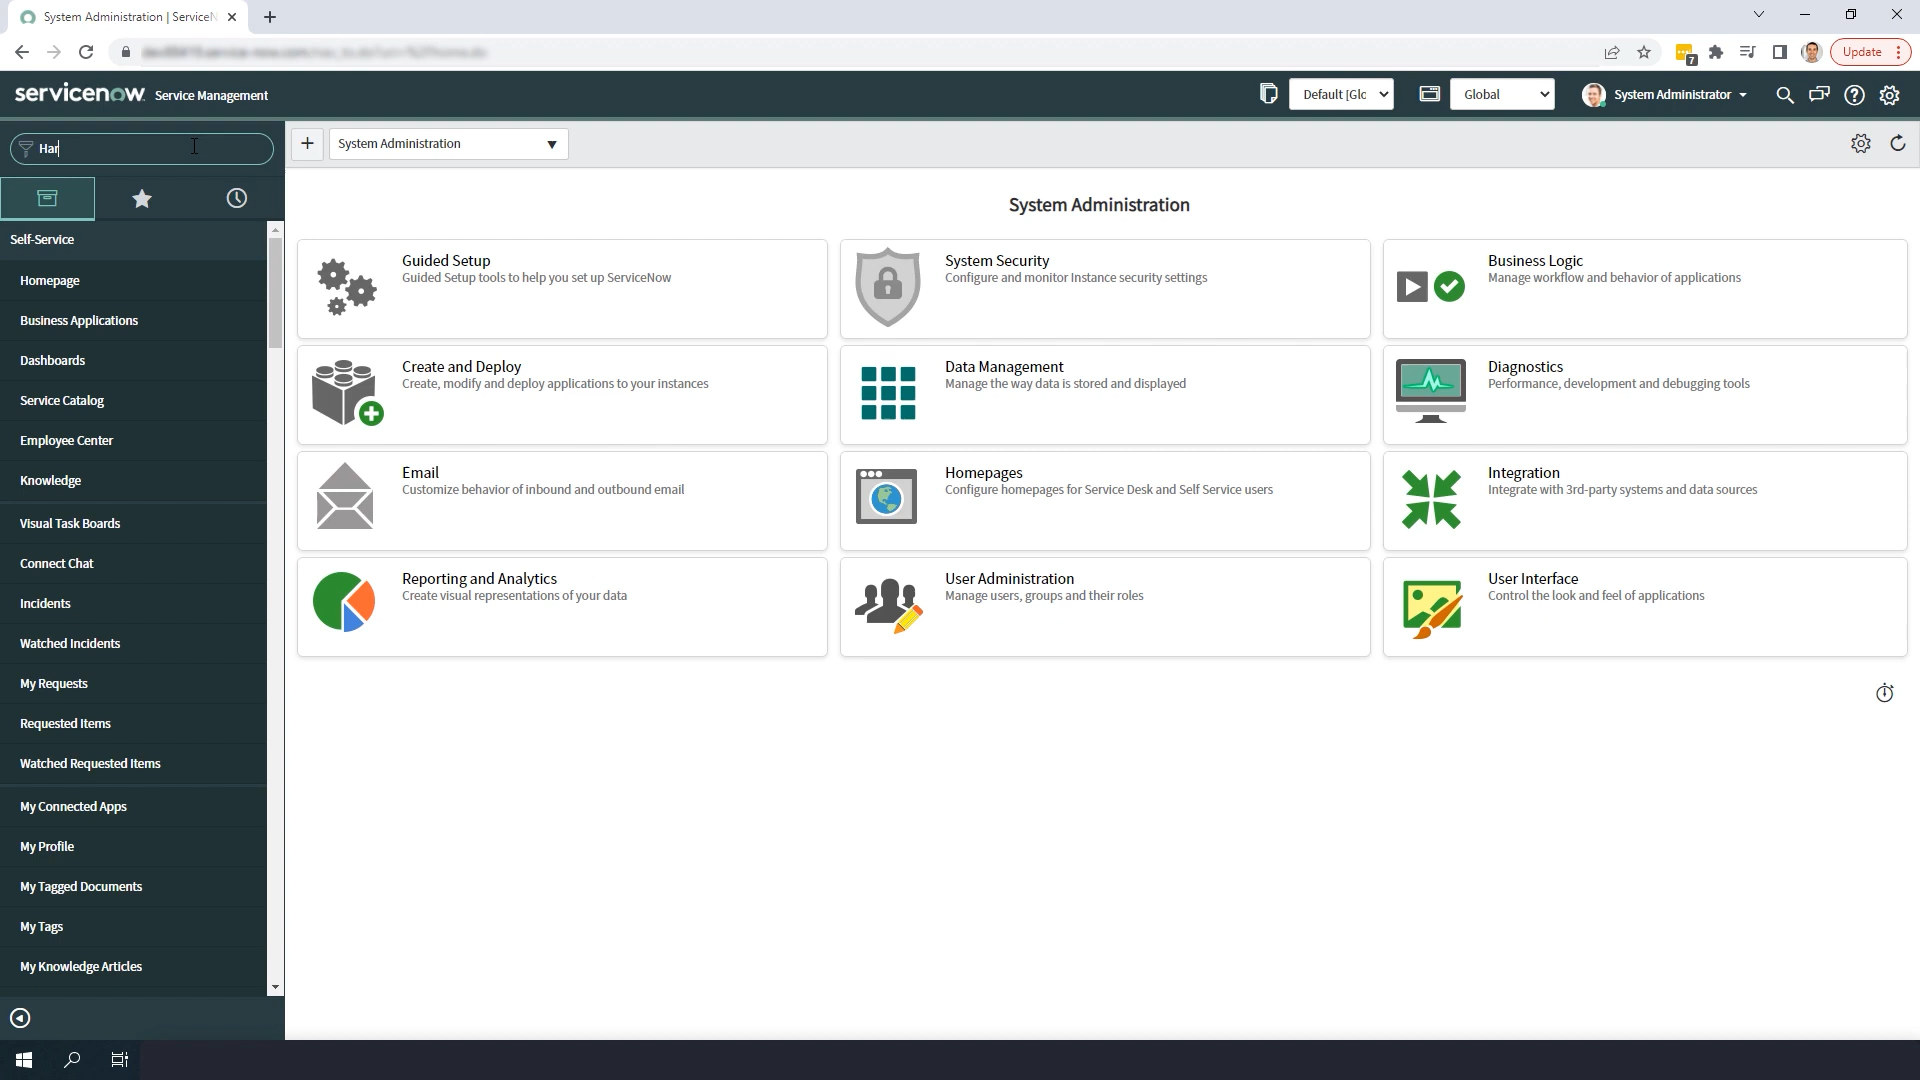 System Administration | ServiceN
Update
7
servicenow Service Management
Default [Glc
Global
System Administrator
Har
System Administration
Self-Service
Homepage
Business Applications
Dashboards
Service Catalog
Employee Center
Knowledge
Visual Task Boards
Connect Chat
Incidents
Watched Incidents
My Requests
Requested Items
Watched Requested Items
My Connected Apps
My Profile
My Tagged Documents
My Tags
My Knowledge Articles
System Administration
Guided Setup
Guided Setup tools to help you set up ServiceNow
System Security
Configure and monitor Instance security settings
Business Logic
Manage workflow and behavior of applications
Create and Deploy
Create, modify and deploy applications to your instances
Data Management
Manage the way data is stored and displayed
Diagnostics
Performance, development and debugging tools
Email
Customize behavior of inbound and outbound email
Homepages
Configure homepages for Service Desk and Self Service users
Integration
Integrate with 3rd-party systems and data sources
Reporting and Analytics
Create visual representations of your data
User Administration
Manage users, groups and their roles
User Interface
Control the look and feel of applications